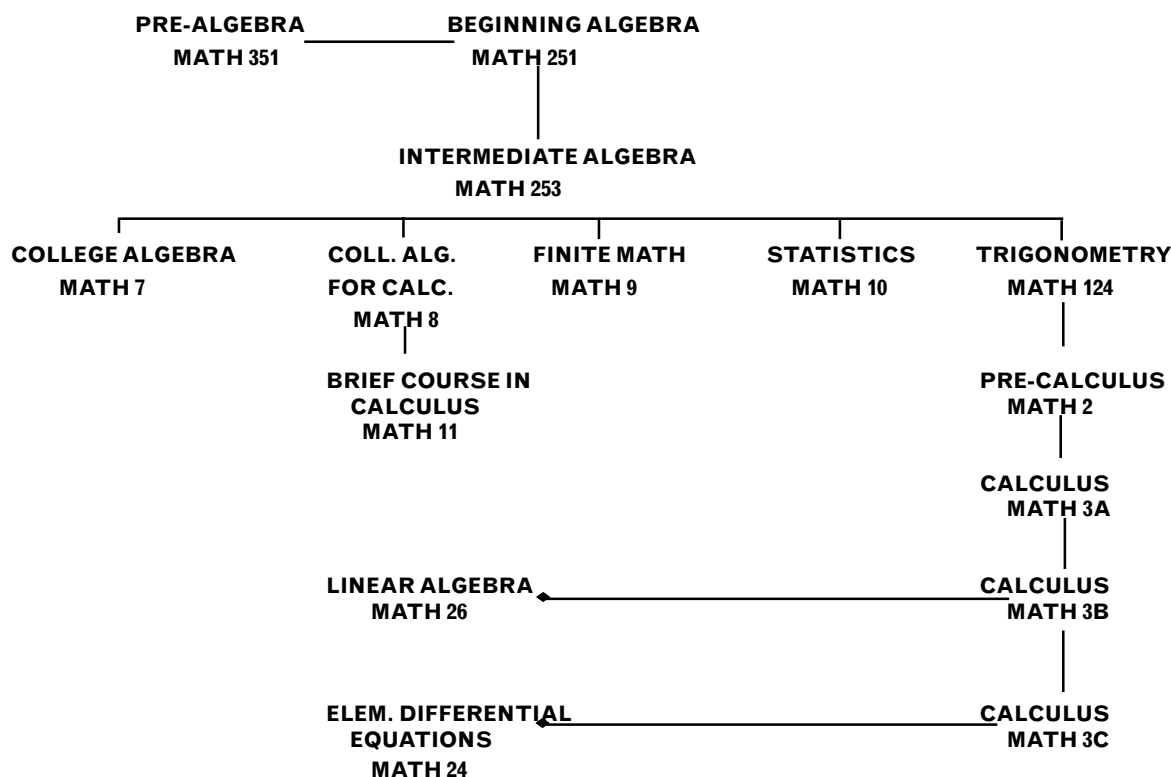 PRE-ALGEBRA
MATH 351
BEGINNING ALGEBRA
MATH 251
INTERMEDIATE ALGEBRA
MATH 253
COLLEGE ALGEBRA
MATH 7
COLL. ALG.
FOR CALC.
MATH 8
FINITE MATH
MATH 9
STATISTICS
MATH 10
TRIGONOMETRY
MATH 124
BRIEF COURSE IN
CALCULUS
MATH 11
PRE-CALCULUS
MATH 2
CALCULUS
MATH 3A
LINEAR ALGEBRA
MATH 26
CALCULUS
MATH 3B
ELEM. DIFFERENTIAL
EQUATIONS
MATH 24
CALCULUS
MATH 3C